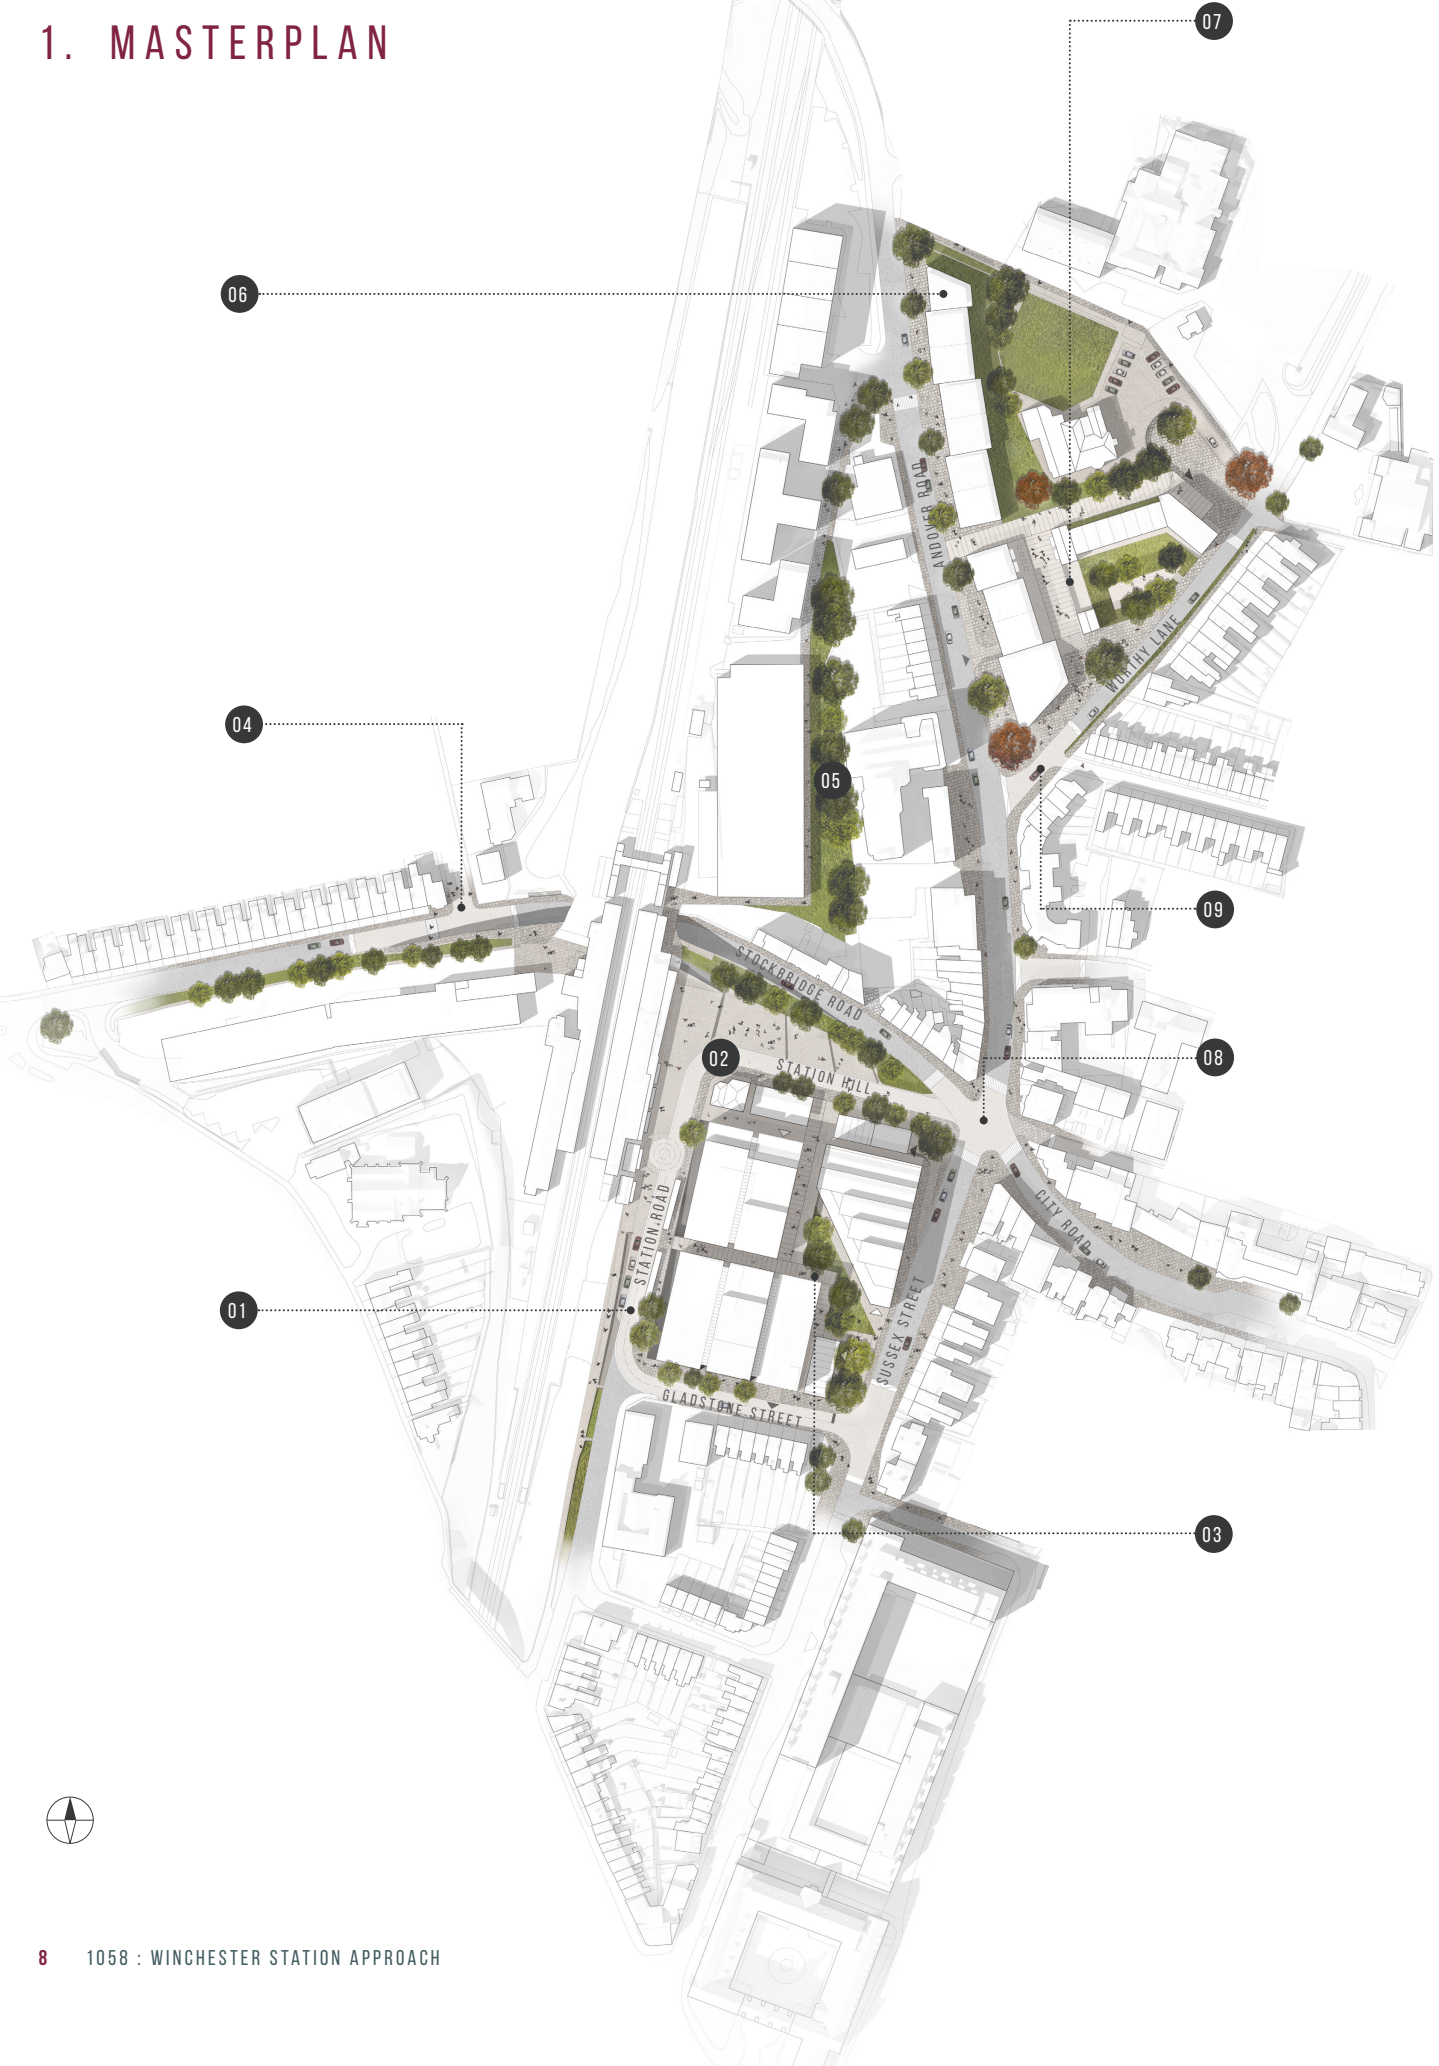 1. MASTERPLAN
07
06
ANDOVER ROAD
WORTHY LANE
04
05
09
STOCKBRIDGE ROAD
02
STATION HILL
08
STATION ROAD
CITY ROAD
01
SUSSEX STREET
GLADSTONE STREET
03
8 1058 : WINCHESTER STATION APPROACH